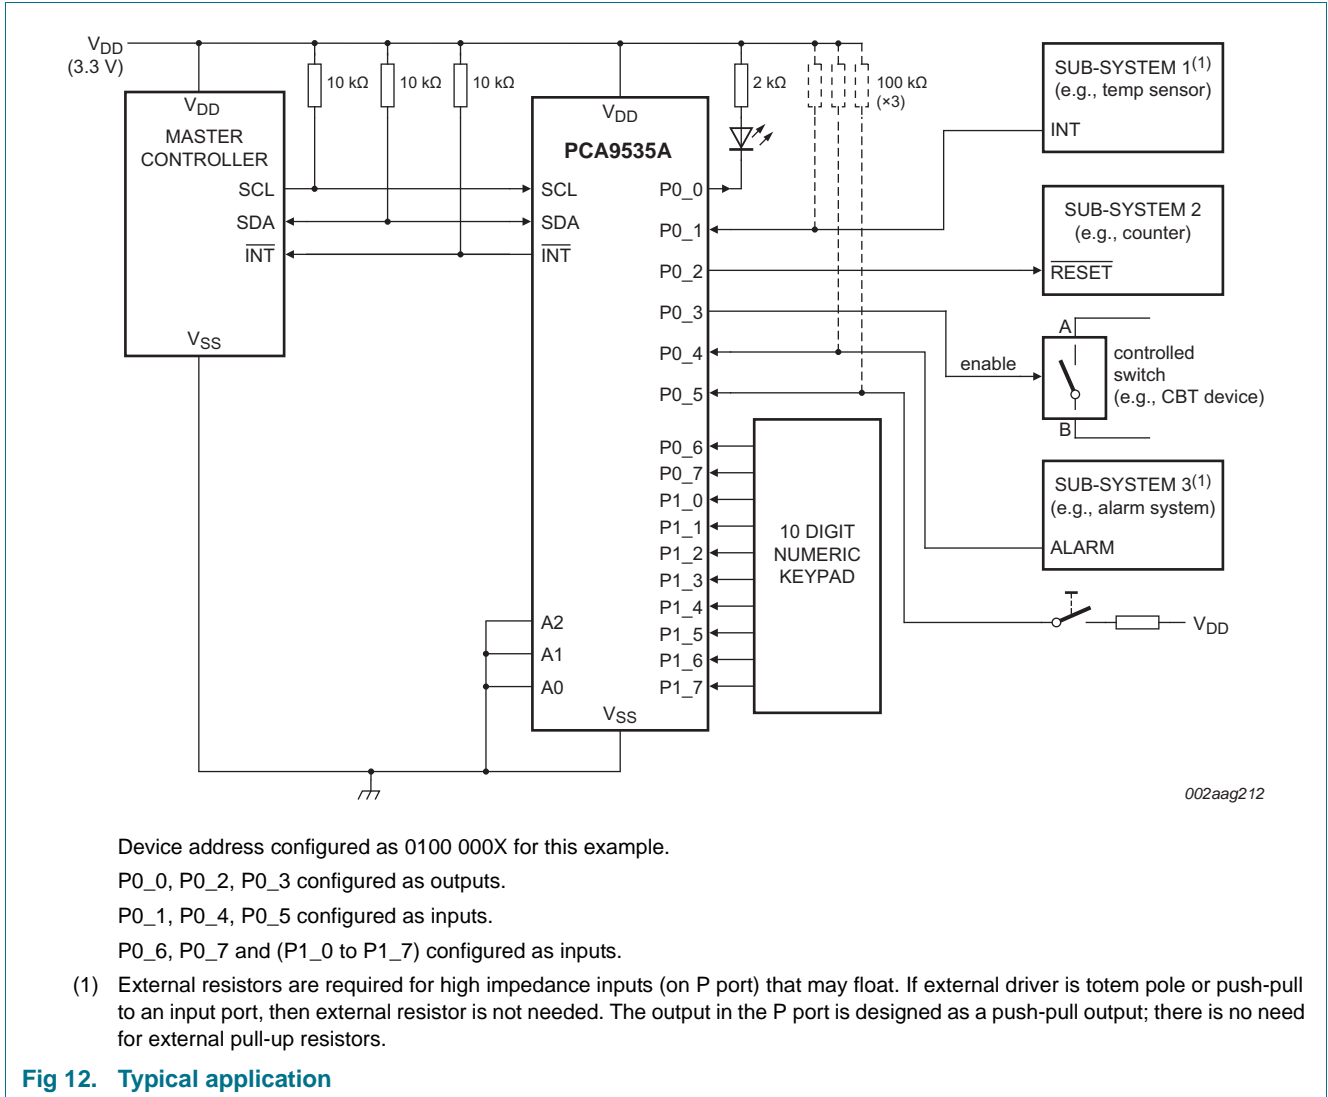 VDD
(3.3 V)
10 kΩ
10 kΩ
10 kΩ
2 kΩ
100 kΩ
(×3)
VDD
MASTER
CONTROLLER
SCL
SDA
INT
VSS
VDD
PCA9535A
SCL
SDA
INT
A2
A1
A0
VSS
P0_0
P0_1
P0_2
P0_3
P0_4
P0_5
P0_6
P0_7
P1_0
P1_1
P1_2
P1_3
P1_4
P1_5
P1_6
P1_7
10 DIGIT
NUMERIC
KEYPAD
SUB-SYSTEM 1(1)
(e.g., temp sensor)
INT
SUB-SYSTEM 2
(e.g., counter)
RESET
A
enable
controlled
switch
(e.g., CBT device)
B
SUB-SYSTEM 3(1)
(e.g., alarm system)
ALARM
VDD
002aag212
Device address configured as 0100 000X for this example.
P0_0, P0_2, P0_3 configured as outputs.
P0_1, P0_4, P0_5 configured as inputs.
P0_6, P0_7 and (P1_0 to P1_7) configured as inputs.
(1) External resistors are required for high impedance inputs (on P port) that may float. If external driver is totem pole or push-pull
to an input port, then external resistor is not needed. The output in the P port is designed as a push-pull output; there is no need
for external pull-up resistors.
Fig 12. Typical application